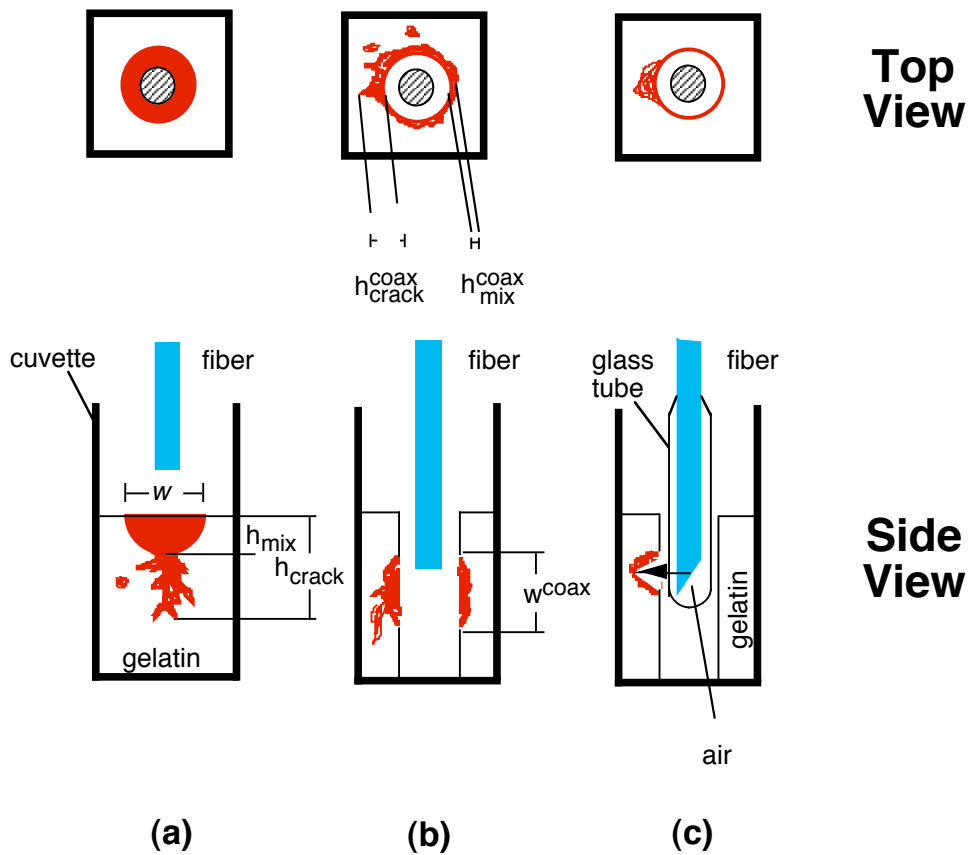 Top
View
h^coax_crack
h^coax_mix
cuvette
fiber
fiber
glass
tube
fiber
w
h_mix
h_crack
w^coax
Side
View
gelatin
gelatin
air
(a)
(b)
(c)